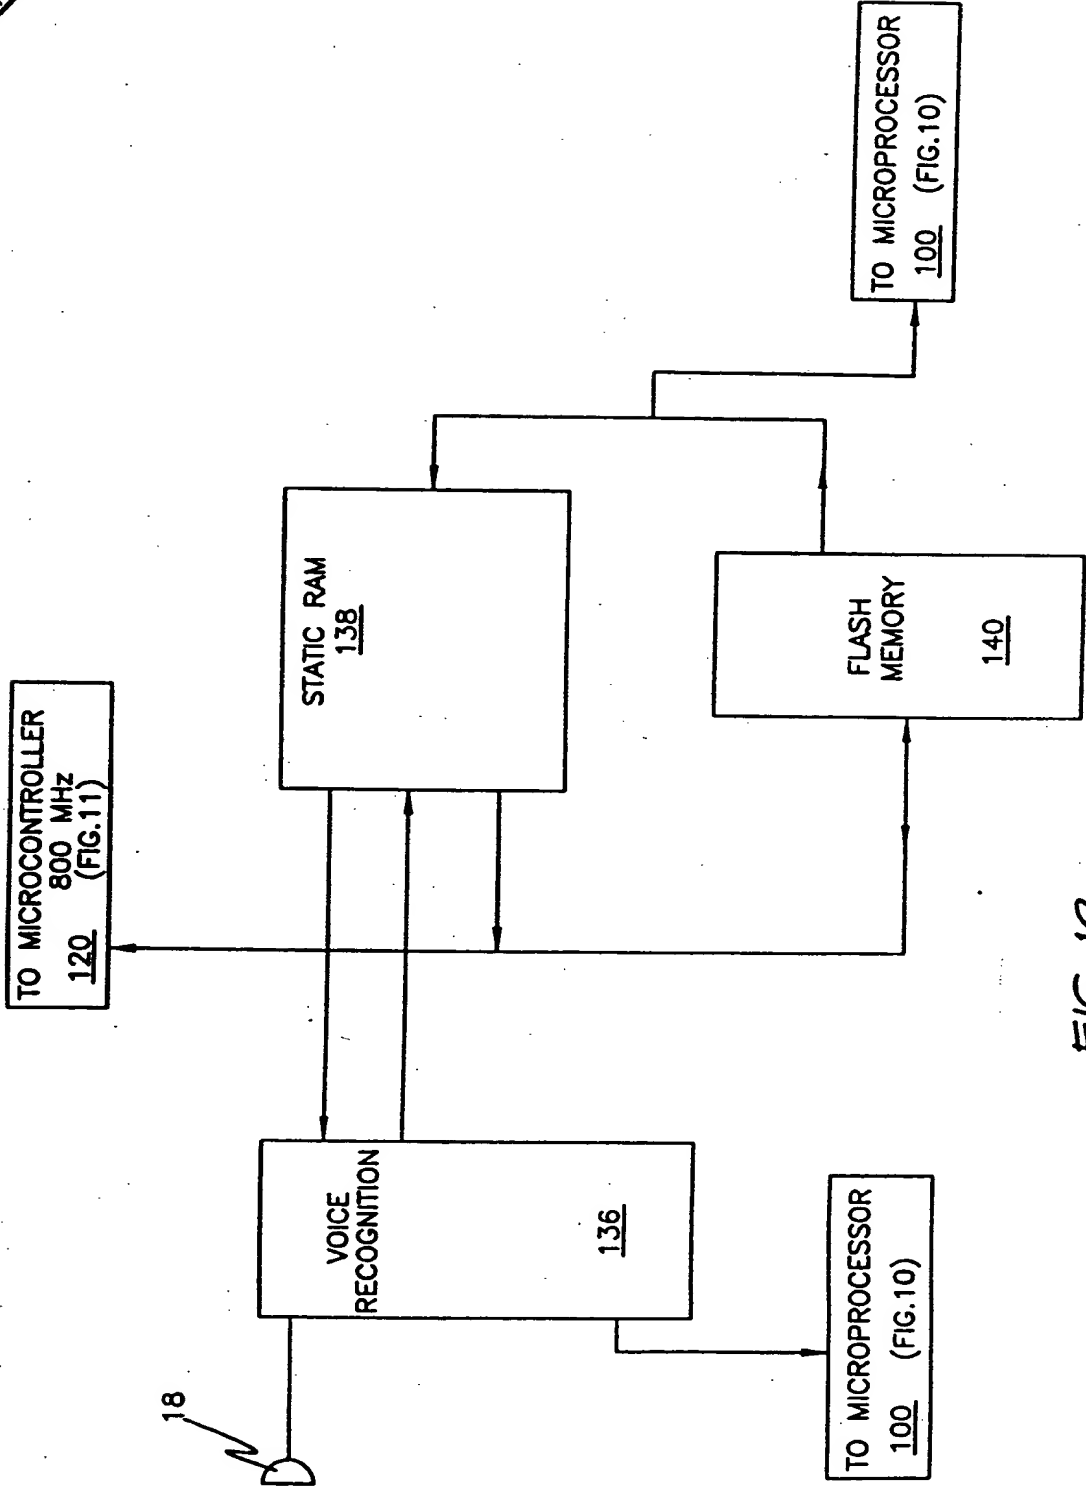 TO MICROCONTROLLER
800 MHz
120 (FIG.11)
18
VOICE
RECOGNITION
136
STATIC RAM
138
TO MICROPROCESSOR
100 (FIG.10)
FLASH
MEMORY
140
TO MICROPROCESSOR
100 (FIG.10)
FIG.